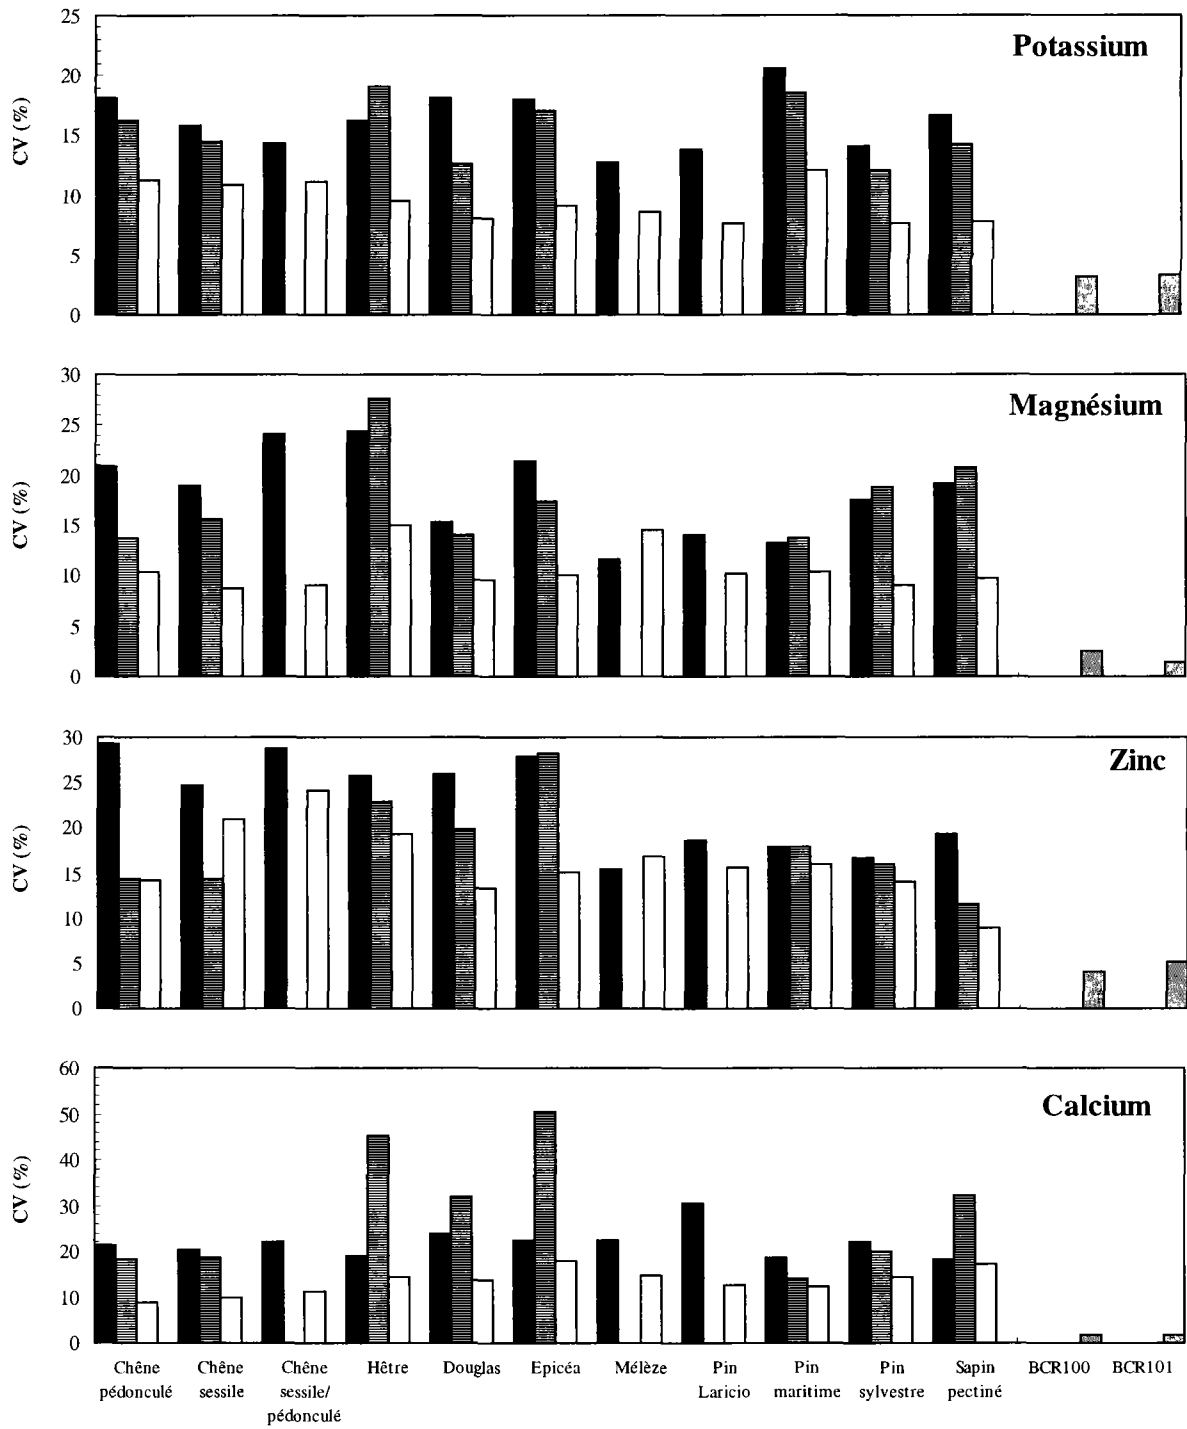 Potassium
CV (%)
25
20
15
10
5
0
Magnésium
CV (%)
30
25
20
15
10
5
0
Zinc
CV (%)
30
25
20
15
10
5
0
Calcium
CV (%)
60
50
40
30
20
10
0
Chêne pédonculé
Chêne sessile
Chêne sessile/ pédonculé
Hêtre
Douglas
Epicéa
Mélèze
Pin Laricio
Pin maritime
Pin sylvestre
Sapin pectiné
BCR100
BCR101